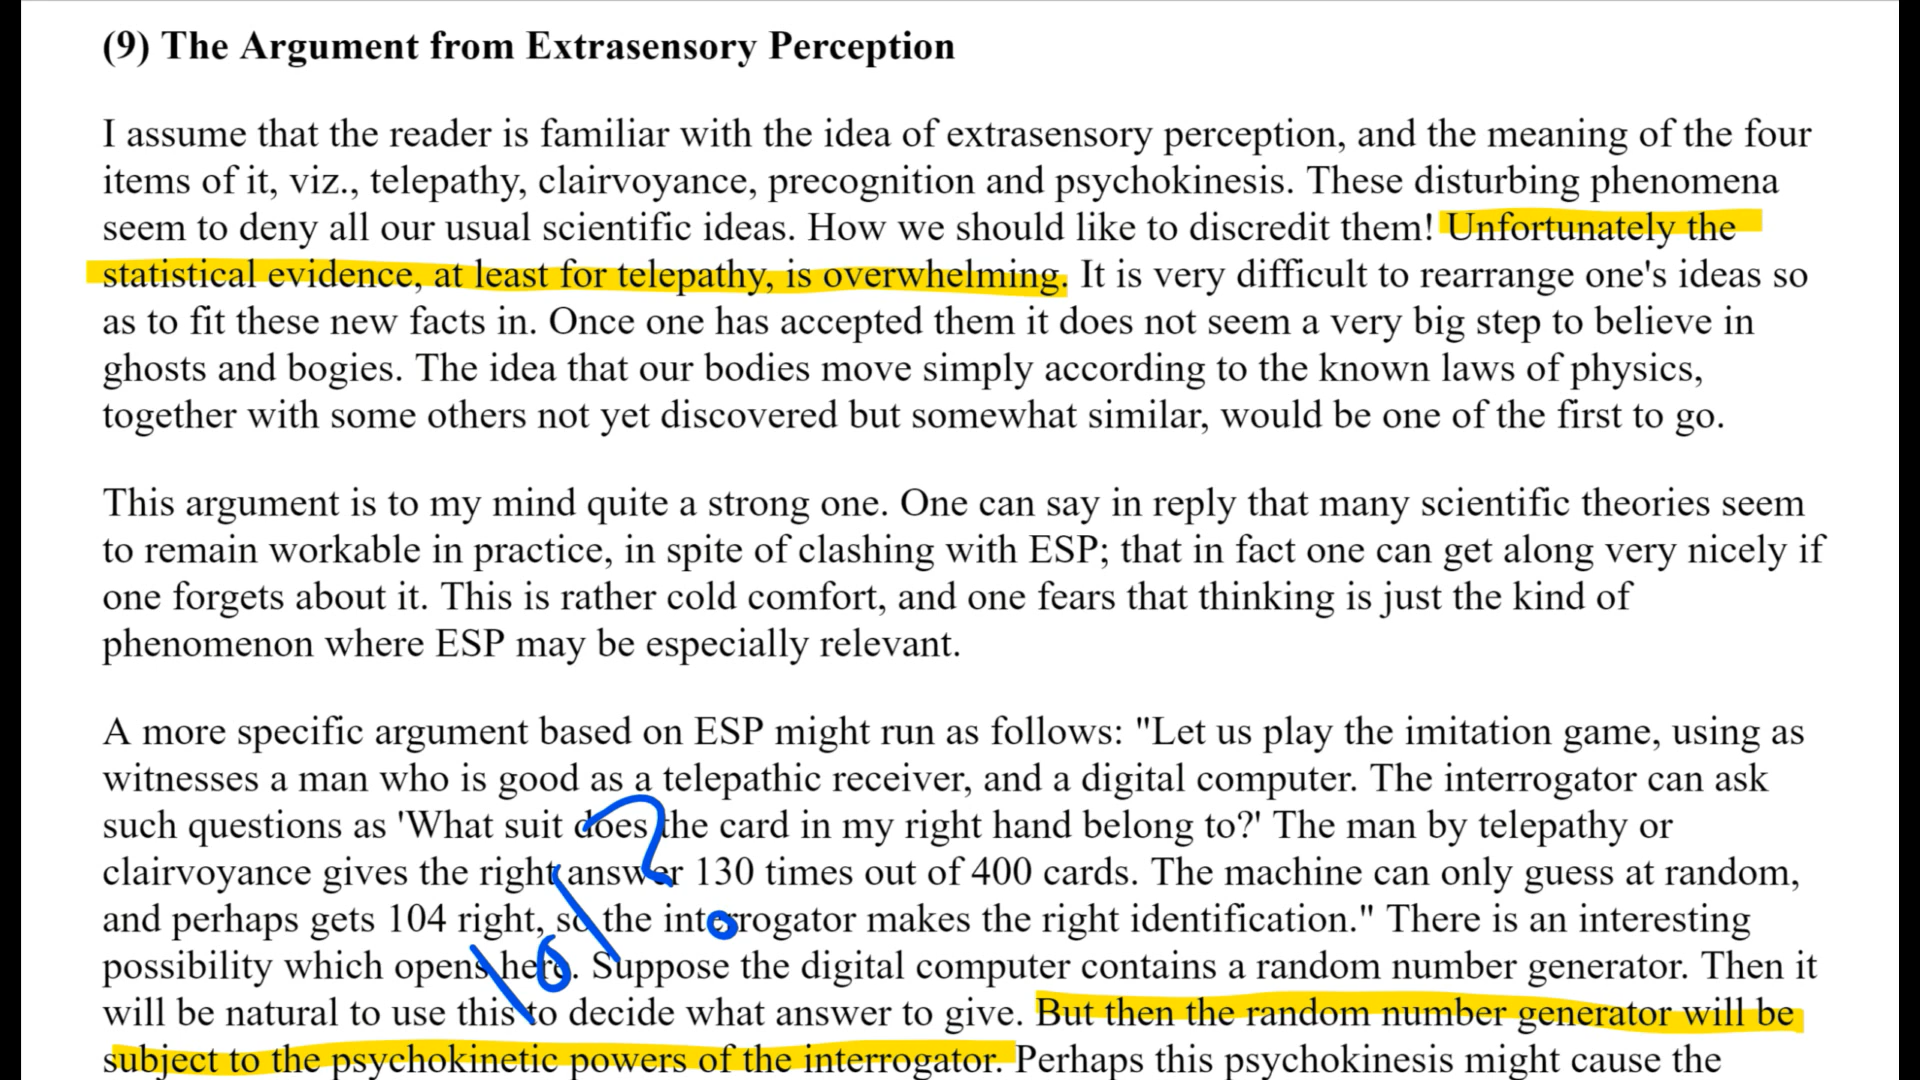 (9) The Argument from Extrasensory Perception
I assume that the reader is familiar with the idea of extrasensory perception, and the meaning of the four
items of it, viz., telepathy, clairvoyance, precognition and psychokinesis. These disturbing phenomena
seem to deny all our usual scientific ideas. How we should like to discredit them! Unfortunately the
statistical evidence, at least for telepathy, is overwhelming. It is very difficult to rearrange one's ideas so
as to fit these new facts in. Once one has accepted them it does not seem a very big step to believe in
ghosts and bogies. The idea that our bodies move simply according to the known laws of physics,
together with some others not yet discovered but somewhat similar, would be one of the first to go.
This argument is to my mind quite a strong one. One can say in reply that many scientific theories seem
to remain workable in practice, in spite of clashing with ESP; that in fact one can get along very nicely if
one forgets about it. This is rather cold comfort, and one fears that thinking is just the kind of
phenomenon where ESP may be especially relevant.
A more specific argument based on ESP might run as follows: "Let us play the imitation game, using as
witnesses a man who is good as a telepathic receiver, and a digital computer. The interrogator can ask
such questions as 'What suit does the card in my right hand belong to?' The man by telepathy or
clairvoyance gives the right answer 130 times out of 400 cards. The machine can only guess at random,
and perhaps gets 104 right, so the interrogator makes the right identification." There is an interesting
possibility which opens here. Suppose the digital computer contains a random number generator. Then it
will be natural to use this to decide what answer to give. But then the random number generator will be
subject to the psychokinetic powers of the interrogator. Perhaps this psychokinesis might cause the